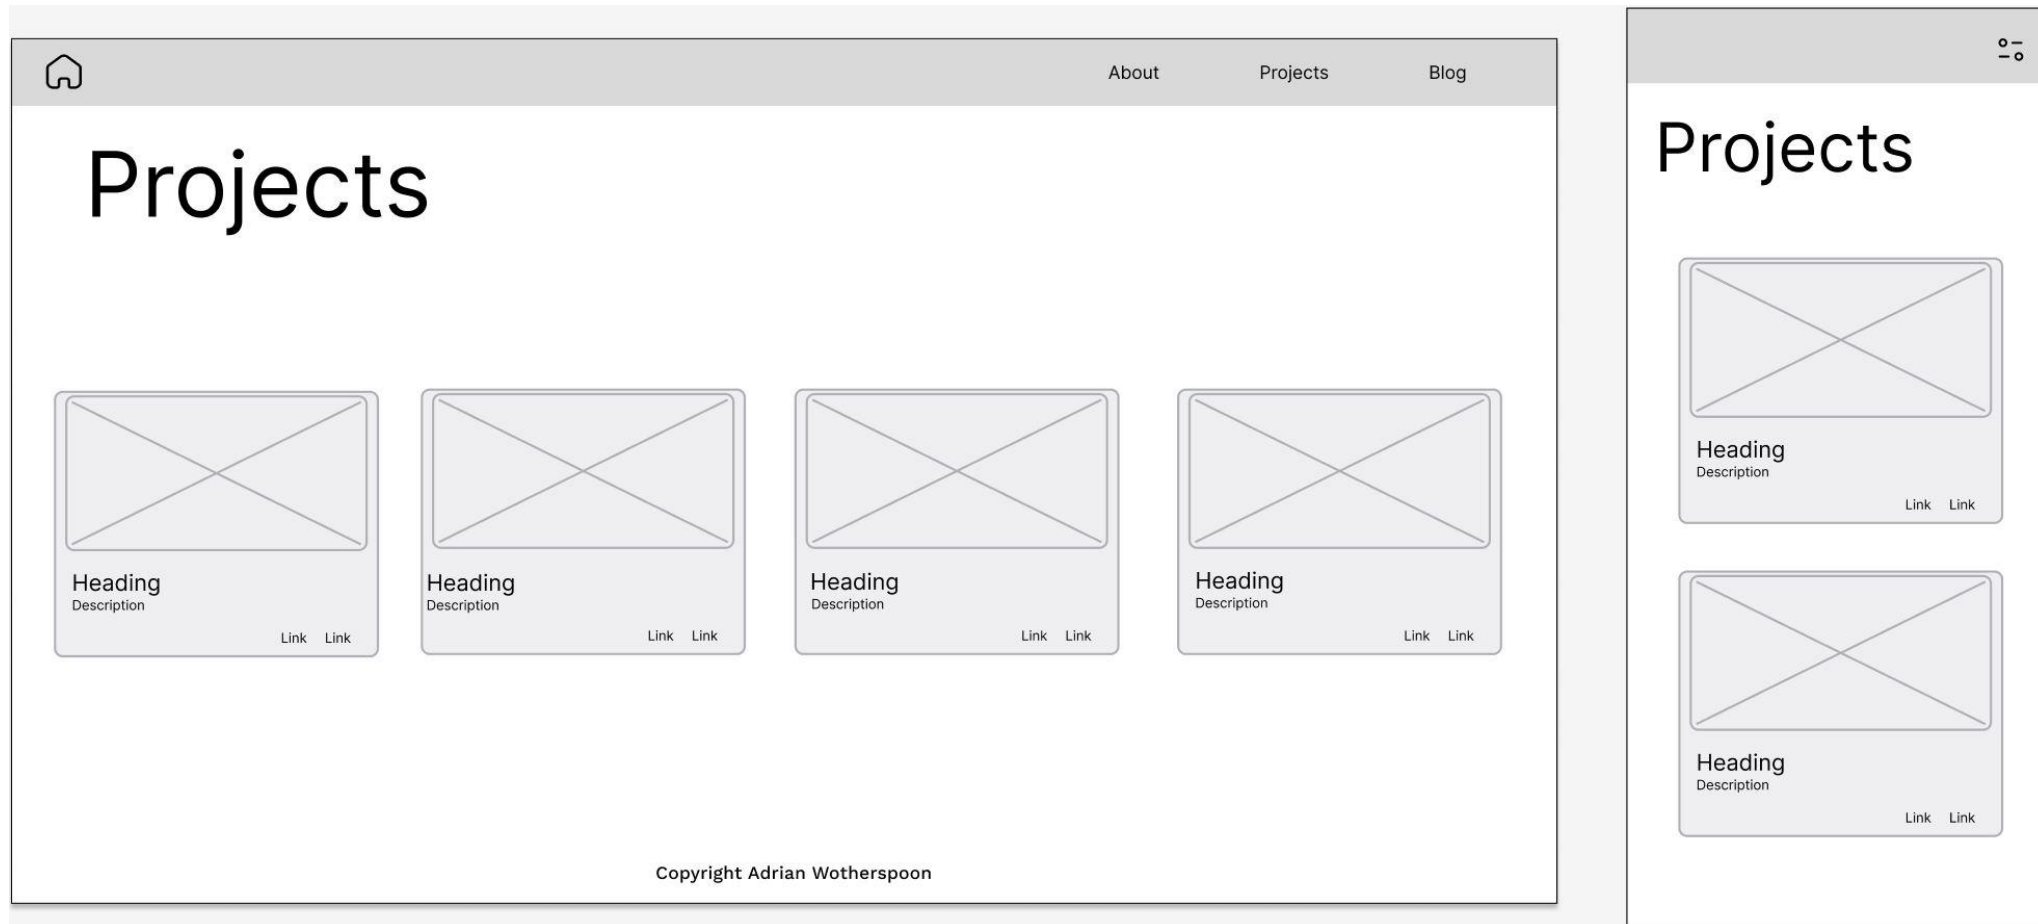 About Projects Blog
Projects
Heading
Description
Link Link
Heading
Description
Link Link
Heading
Description
Link Link
Heading
Description
Link Link
Copyright Adrian Wotherspoon
Projects
Heading
Description
Link Link
Heading
Description
Link Link